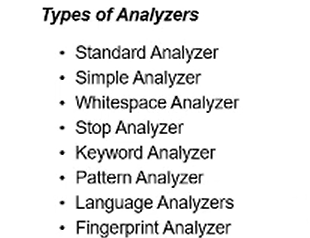 Types of Analyzers
• Standard Analyzer
• Simple Analyzer
• Whitespace Analyzer
• Stop Analyzer
• Keyword Analyzer
• Pattern Analyzer
• Language Analyzers
• Fingerprint Analyzer